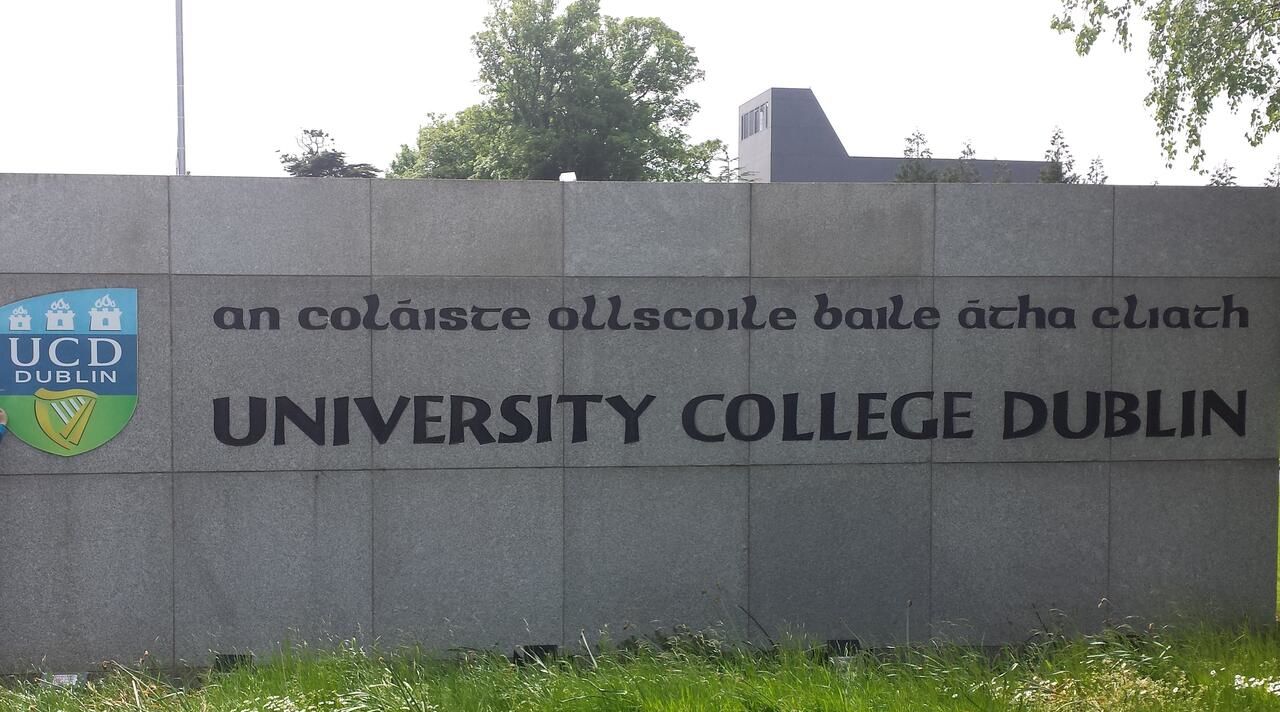 UCD
DUBLIN
an coláiste ollscoile baile átha cliath
UNIVERSITY COLLEGE DUBLIN